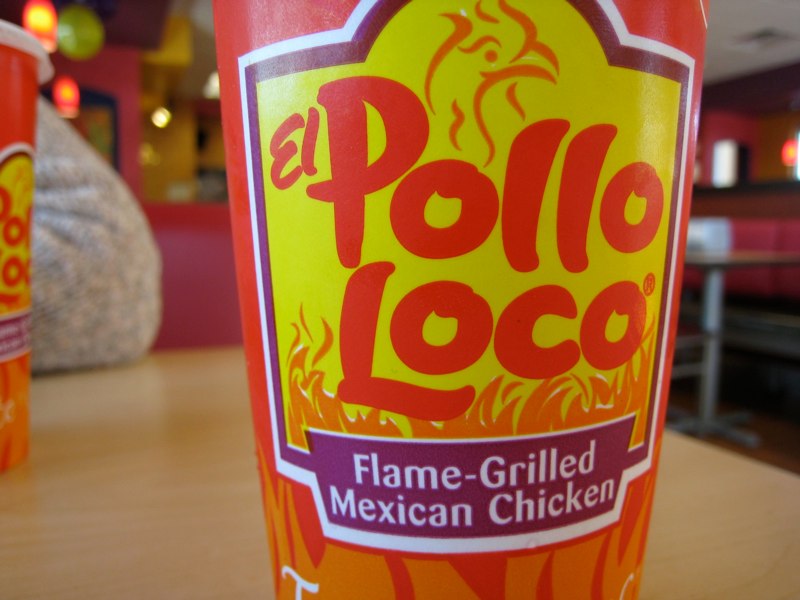 El Pollo
Loco®
Flame-Grilled
Mexican Chicken